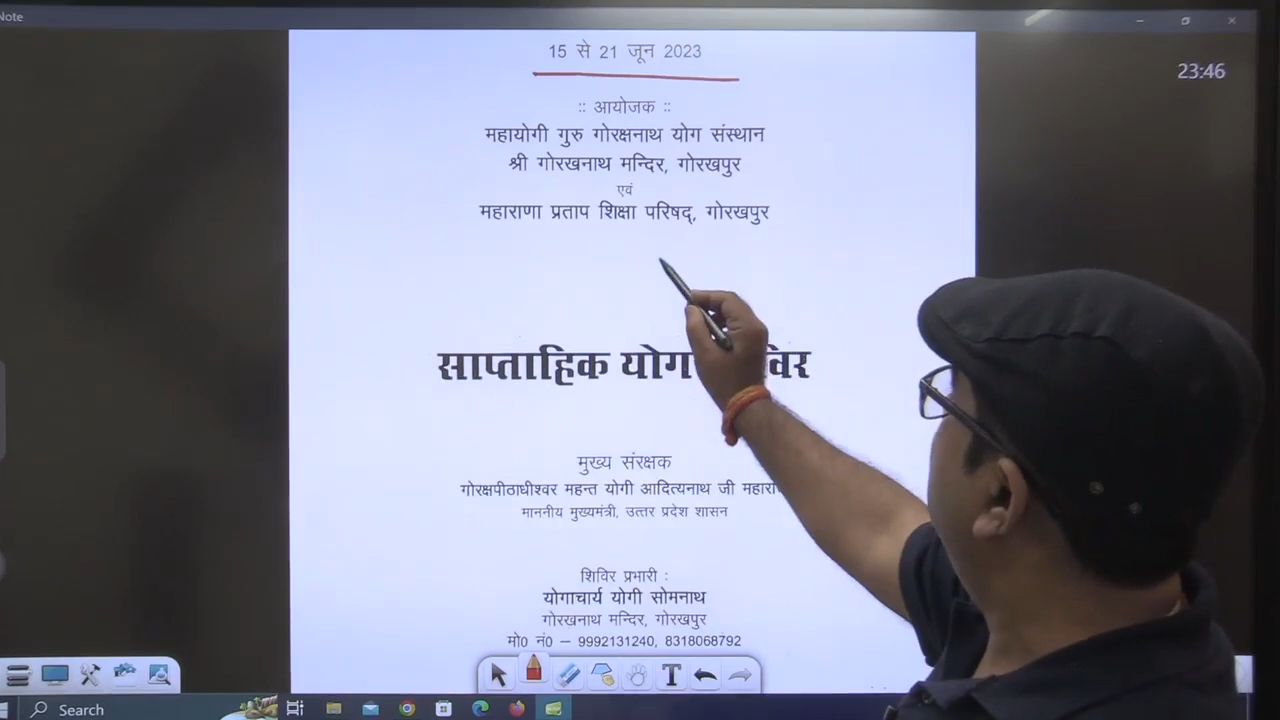 Note
15 से 21 जून 2023
23:46
:: आयोजक ::
महायोगी गुरु गोरक्षनाथ योग संस्थान
श्री गोरखनाथ मन्दिर, गोरखपुर
एवं
महाराणा प्रताप शिक्षा परिषद्, गोरखपुर
साप्ताहिक योग
मुख्य संरक्षक
गोरक्षपीठाधीश्वर महन्त योगी आदित्यनाथ जी
माननीय मुख्यमंत्री, उत्तर प्रदेश शासन
शिविर प्रभारी :
योगाचार्य योगी सोमनाथ
गोरखनाथ मन्दिर, गोरखपुर
मो0 नं0 – 9992131240, 8318068792
T
Search